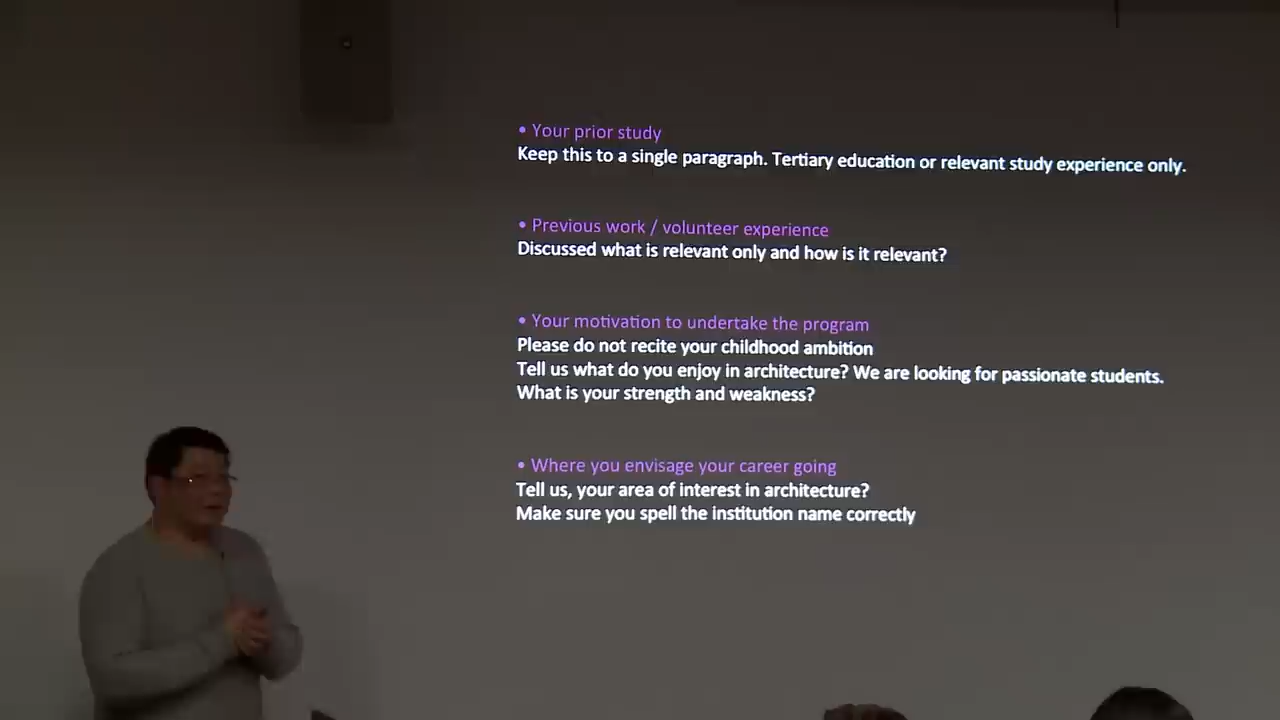 • Your prior study
Keep this to a single paragraph. Tertiary education or relevant study experience only.
• Previous work / volunteer experience
Discussed what is relevant only and how is it relevant?
• Your motivation to undertake the program
Please do not recite your childhood ambition
Tell us what do you enjoy in architecture? We are looking for passionate students.
What is your strength and weakness?
• Where you envisage your career going
Tell us, your area of interest in architecture?
Make sure you spell the institution name correctly